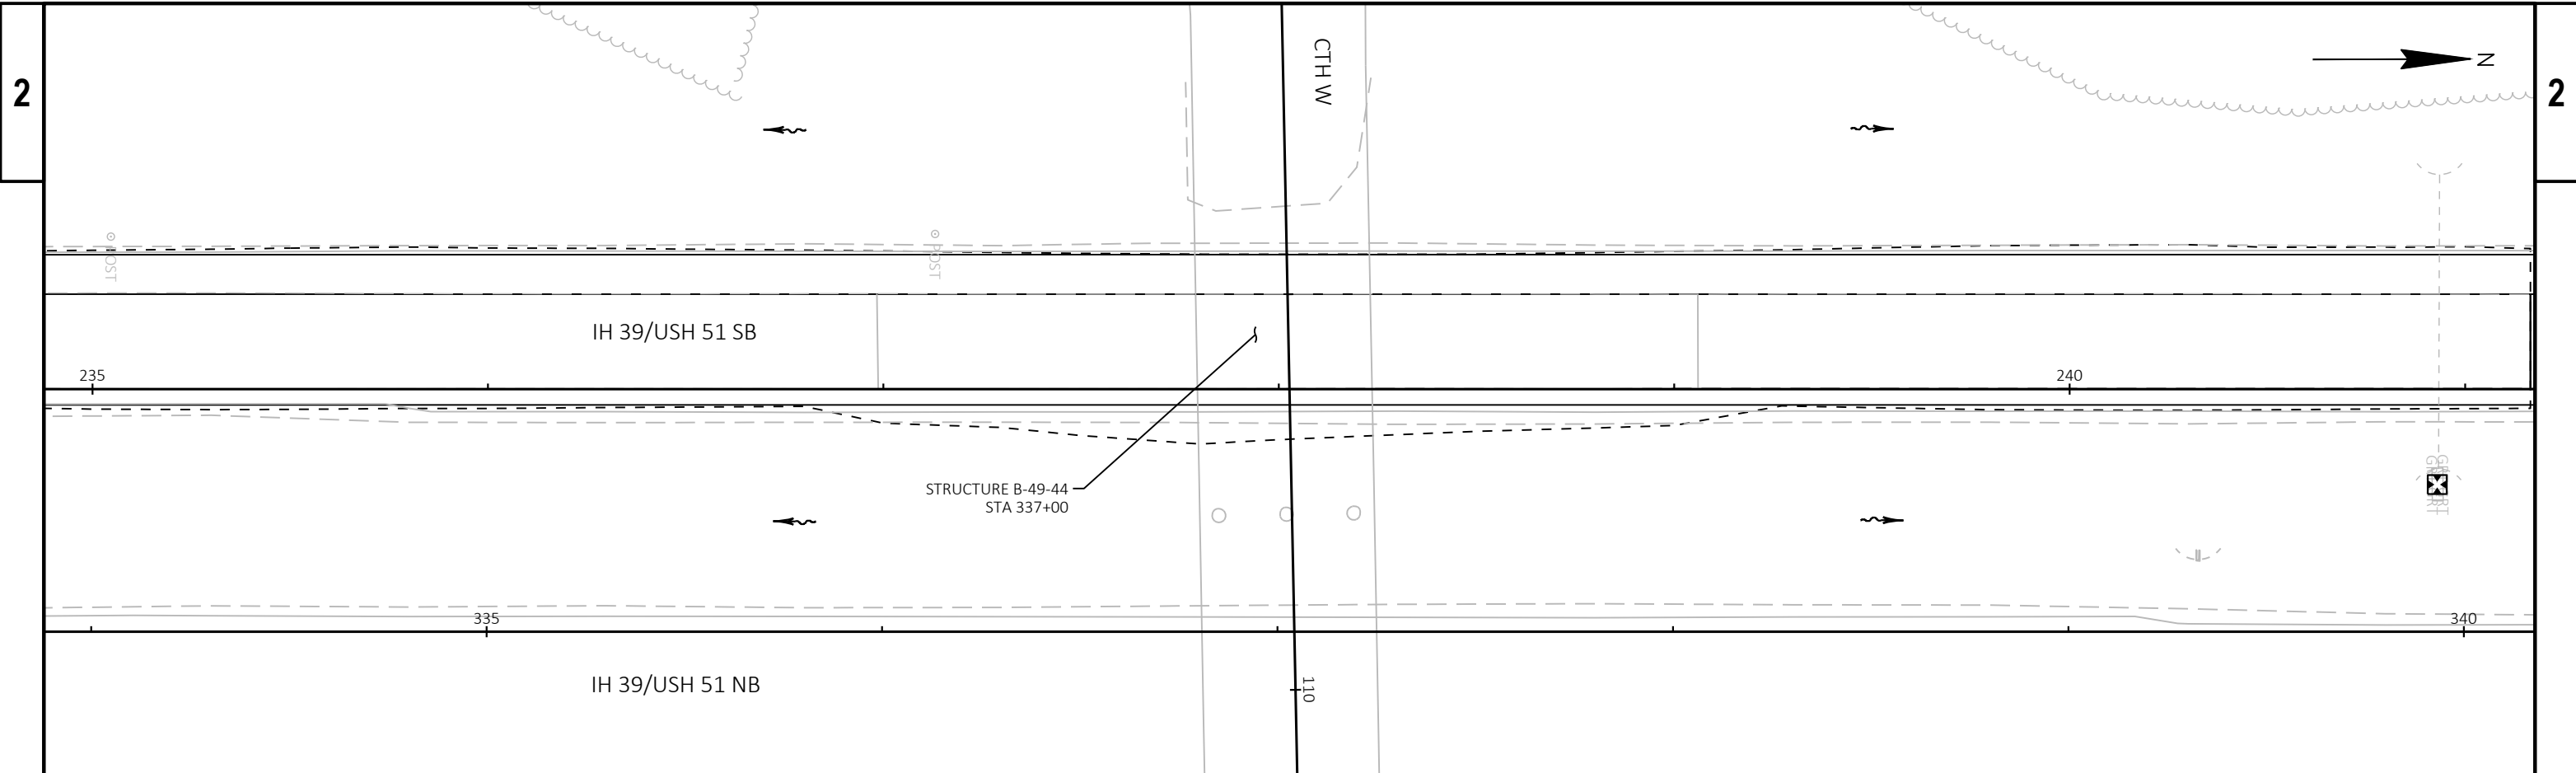 2
CTH W
N
2
POST
POST
IH 39/USH 51 SB
235
240
STRUCTURE B-49-44
STA 337+00
335
340
IH 39/USH 51 NB
110